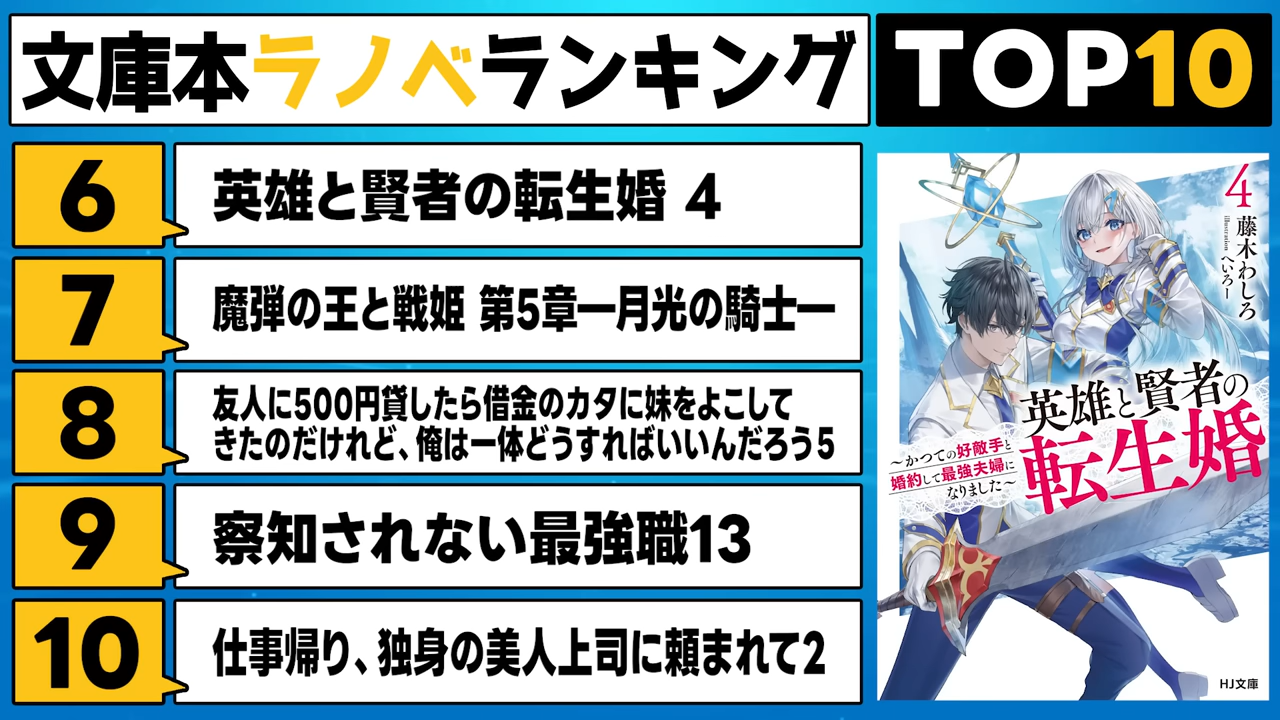 文庫本ラノベランキング
TOP10
6
英雄と賢者の転生婚 4
7
魔弾の王と戦姫 第5章―月光の騎士―
8
友人に500円貸したら借金のカタに妹をよこして
きたのだけれど、俺は一体どうすればいいんだろう5
9
察知されない最強職13
10
仕事帰り、独身の美人上司に頼まれて2
4
藤木わしろ
illustration へいろー
英雄と賢者の
転生婚
～かつての好敵手と
婚約して最強夫婦に
なりました～
HJ文庫